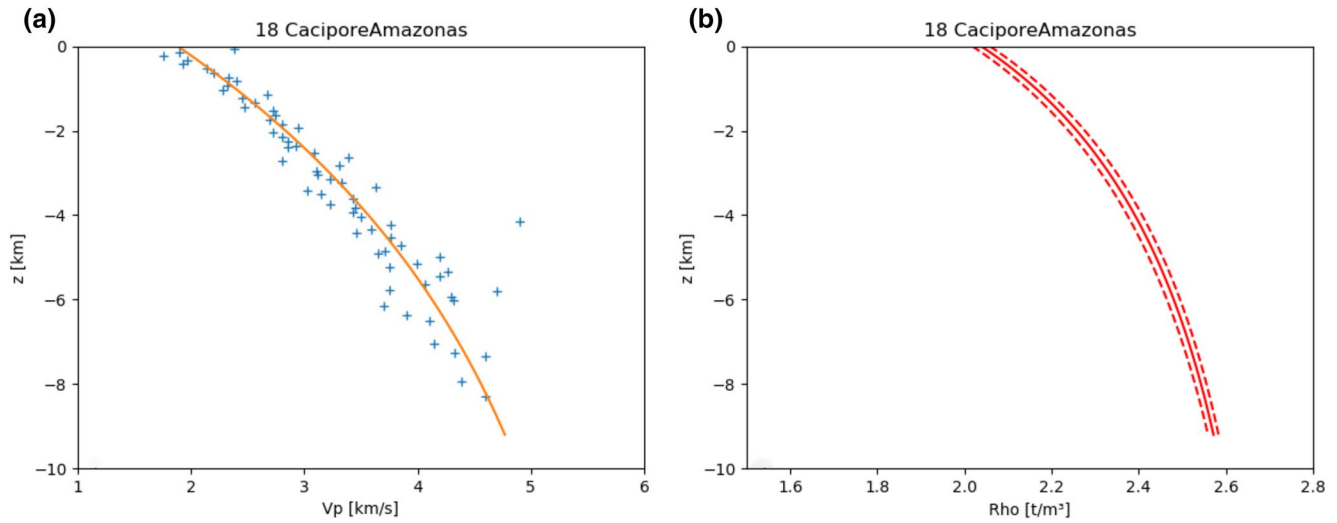 (a)
18 CaciporeAmazonas
0
−2
−4
−6
−8
−10
z [km]
1 2 3 4 5 6
Vp [km/s]
(b)
18 CaciporeAmazonas
0
−2
−4
−6
−8
−10
z [km]
1.6 1.8 2.0 2.2 2.4 2.6 2.8
Rho [t/m³]